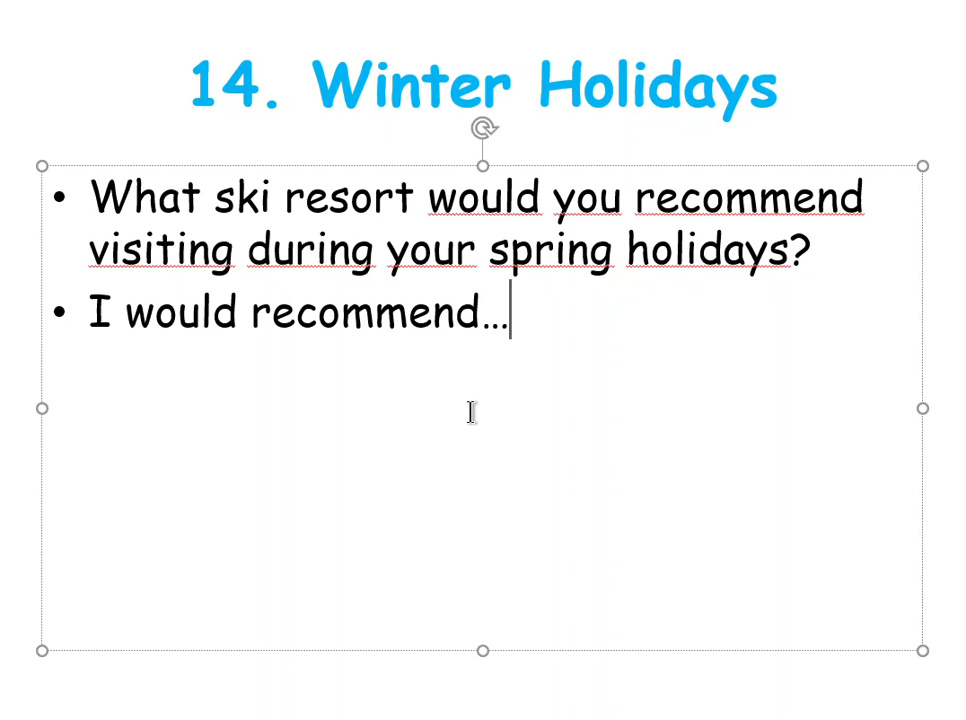 14. Winter Holidays
• What ski resort would you recommend
visiting during your spring holidays?
• I would recommend…